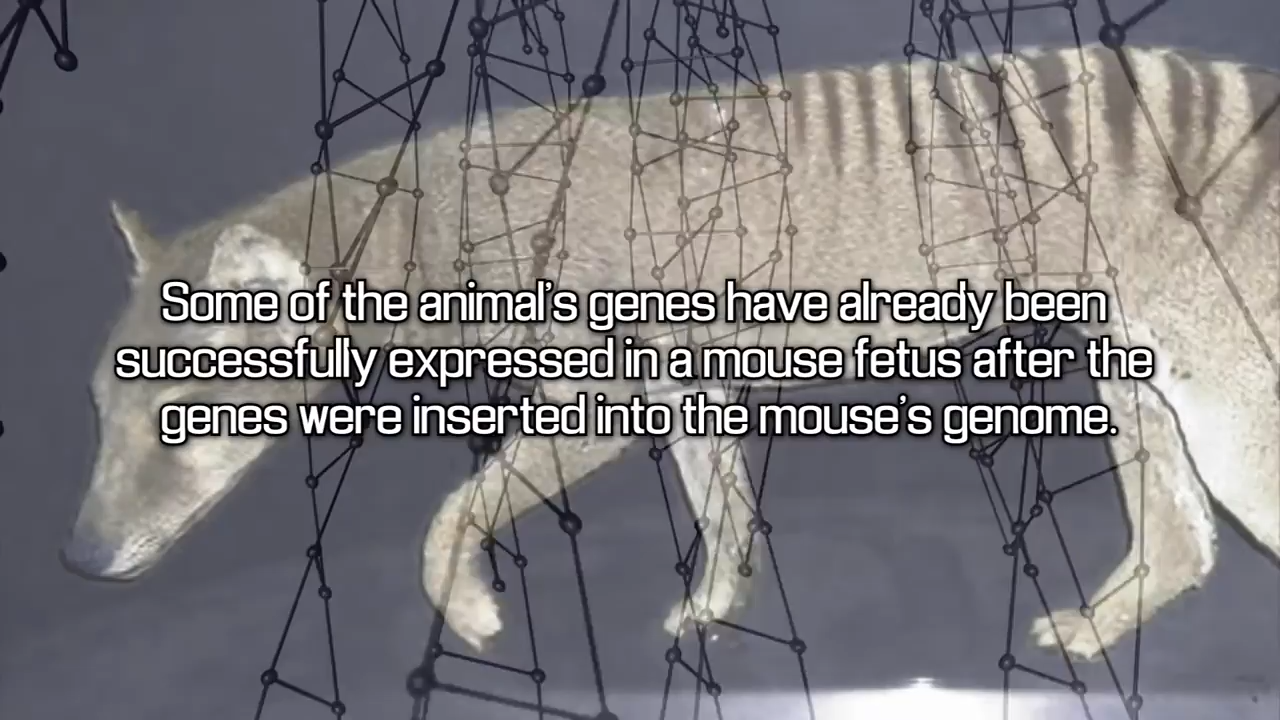 Some of the animal's genes have already been
successfully expressed in a mouse fetus after the
genes were inserted into the mouse's genome.